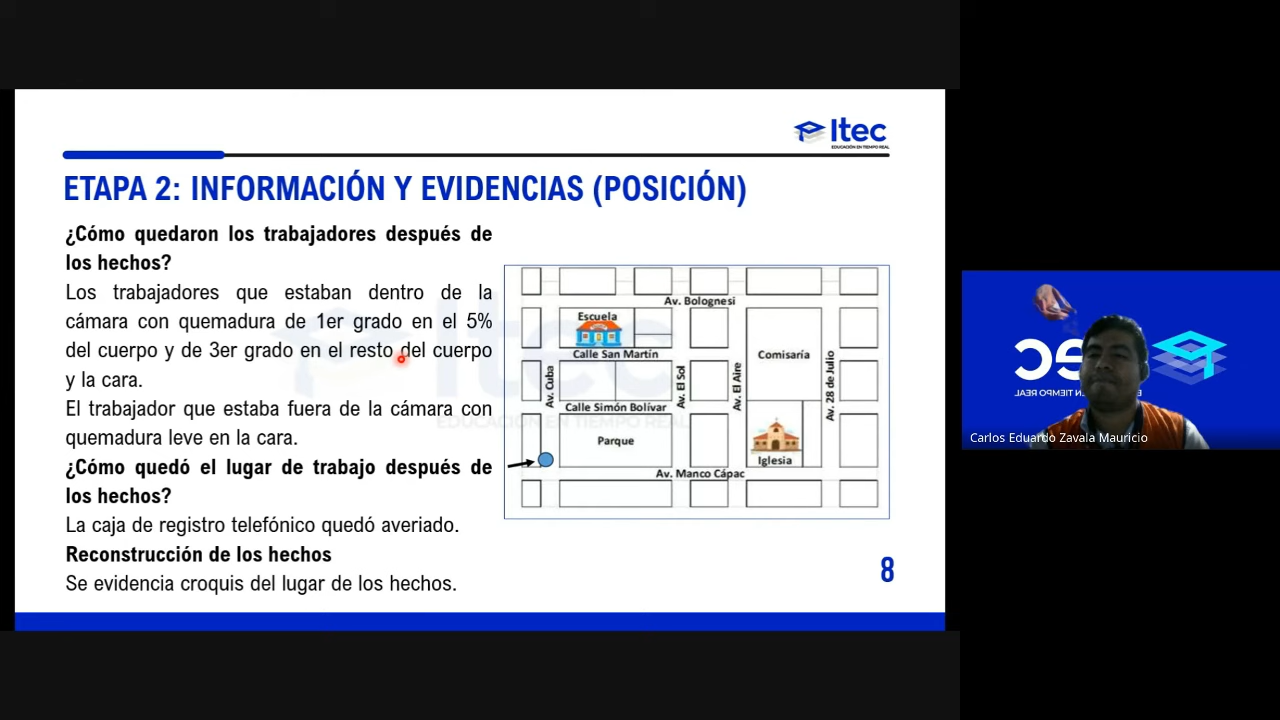 Itec
EDUCACIÓN EN TIEMPO REAL
ETAPA 2: INFORMACIÓN Y EVIDENCIAS (POSICIÓN)
¿Cómo quedaron los trabajadores después de
los hechos?
Los trabajadores que estaban dentro de la
cámara con quemadura de 1er grado en el 5%
del cuerpo y de 3er grado en el resto del cuerpo
y la cara.
El trabajador que estaba fuera de la cámara con
quemadura leve en la cara.
¿Cómo quedó el lugar de trabajo después de
los hechos?
La caja de registro telefónico quedó averiado.
Reconstrucción de los hechos
Se evidencia croquis del lugar de los hechos.
Av. Bolognesi
Escuela
Calle San Martín
Comisaría
Av. Cuba
Av. El Sol
Av. El Aire
Av. 28 de Julio
Calle Simón Bolívar
Parque
Iglesia
Av. Manco Cápac
Itec
EDUCACIÓN EN TIEMPO REAL
8
Carlos Eduardo Zavala Mauricio